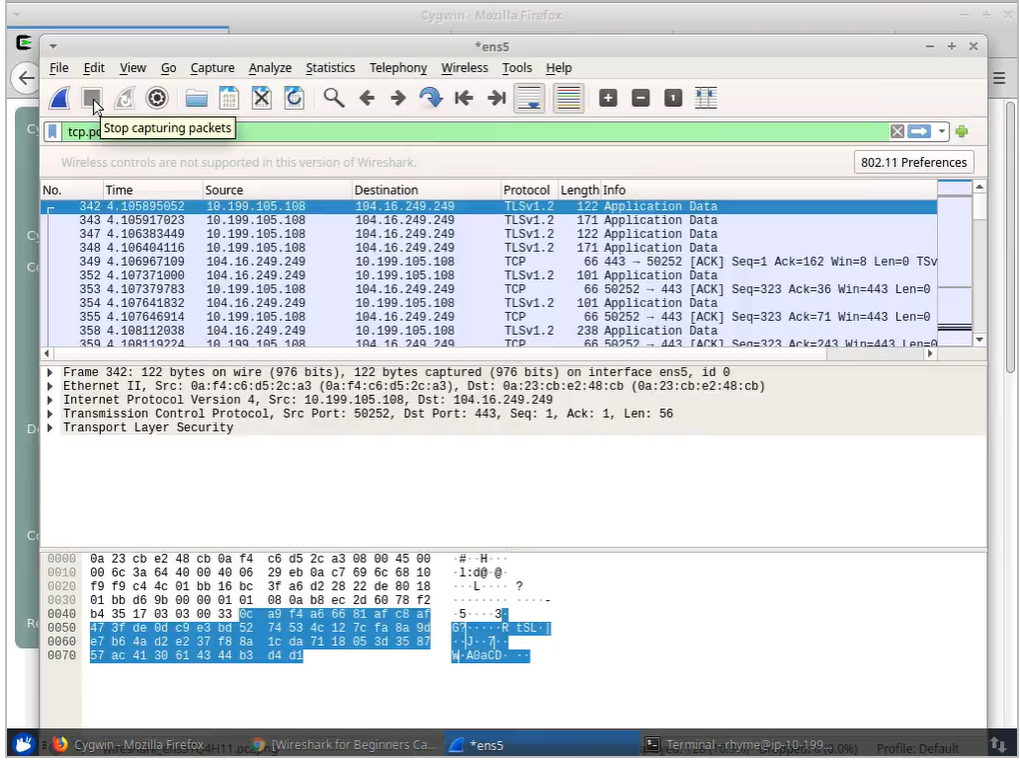 Cygwin - Mozilla Firefox
*ens5
File Edit View Go Capture Analyze Statistics Telephony Wireless Tools Help
Stop capturing packets
Wireless controls are not supported in this version of Wireshark.
802.11 Preferences
No. Time Source Destination Protocol Length Info
342 4.105895052 10.199.105.108 104.16.249.249 TLSv1.2 122 Application Data
343 4.105917023 10.199.105.108 104.16.249.249 TLSv1.2 171 Application Data
347 4.106383449 10.199.105.108 104.16.249.249 TLSv1.2 122 Application Data
348 4.106404116 10.199.105.108 104.16.249.249 TLSv1.2 171 Application Data
349 4.106967109 104.16.249.249 10.199.105.108 TCP 66 443 → 50252 [ACK] Seq=1 Ack=162 Win=8 Len=0 TSv
352 4.107371000 104.16.249.249 10.199.105.108 TLSv1.2 101 Application Data
353 4.107379783 10.199.105.108 104.16.249.249 TCP 66 50252 → 443 [ACK] Seq=323 Ack=36 Win=443 Len=0
354 4.107641832 104.16.249.249 10.199.105.108 TLSv1.2 101 Application Data
355 4.107646914 10.199.105.108 104.16.249.249 TCP 66 50252 → 443 [ACK] Seq=323 Ack=71 Win=443 Len=0
358 4.108112038 104.16.249.249 10.199.105.108 TLSv1.2 238 Application Data
359 4.108119224 10.199.105.108 104.16.249.249 TCP 66 50252 → 443 [ACK] Seq=323 Ack=243 Win=443 Len=0
Frame 342: 122 bytes on wire (976 bits), 122 bytes captured (976 bits) on interface ens5, id 0
Ethernet II, Src: 0a:f4:c6:d5:2c:a3 (0a:f4:c6:d5:2c:a3), Dst: 0a:23:cb:e2:48:cb (0a:23:cb:e2:48:cb)
Internet Protocol Version 4, Src: 10.199.105.108, Dst: 104.16.249.249
Transmission Control Protocol, Src Port: 50252, Dst Port: 443, Seq: 1, Ack: 1, Len: 56
Transport Layer Security
0000 0a 23 cb e2 48 cb 0a f4 c6 d5 2c a3 08 00 45 00 ·#··H···
0010 00 6c 3a 64 40 00 40 06 29 eb 0a c7 69 6c 68 10 ·l:d@·@·
0020 f9 f9 c4 4c 01 bb 16 bc 3f a6 d2 28 22 de 80 18 ···L···· ?
0030 01 bb d6 9b 00 00 01 01 08 0a b8 ec 2d 60 78 f2 ········ ····-
0040 b4 35 17 03 03 00 33 0c a9 f4 a6 66 81 af c8 af ·5····3·
0050 47 3f de 0d c9 e3 bd 52 74 53 4c 12 7c fa 8a 9d G?·····R tSL·|
0060 e7 b6 4a d2 e2 37 f8 8a 1c da 71 18 05 3d 35 87 ··J··7··
0070 57 ac 41 30 61 43 44 b3 d4 d1 W·A0aCD· ··
Cygwin - Mozilla Firefox [Wireshark for Beginners Ca... *ens5 Terminal - rhyme@ip-10-199... Profile: Default